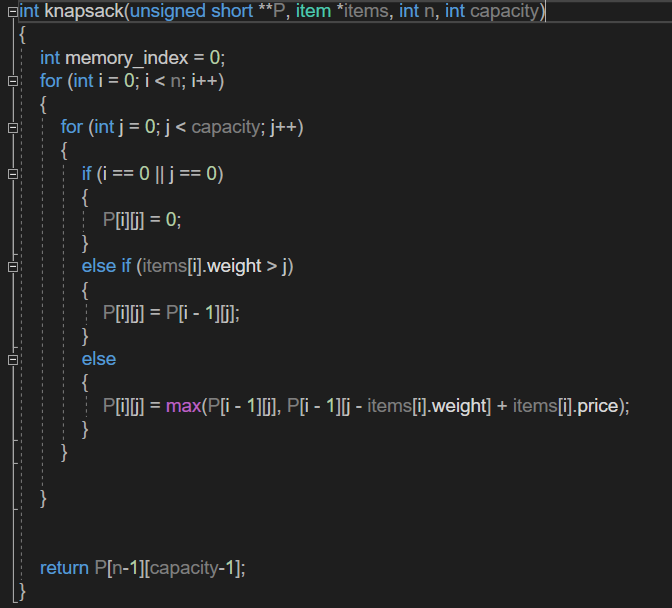 int knapsack(unsigned short **P, item *items, int n, int capacity)
{
int memory_index = 0;
for (int i = 0; i < n; i++)
{
for (int j = 0; j < capacity; j++)
{
if (i == 0 || j == 0)
{
P[i][j] = 0;
}
else if (items[i].weight > j)
{
P[i][j] = P[i - 1][j];
}
else
{
P[i][j] = max(P[i - 1][j], P[i - 1][j - items[i].weight] + items[i].price);
}
}
}
return P[n-1][capacity-1];
}